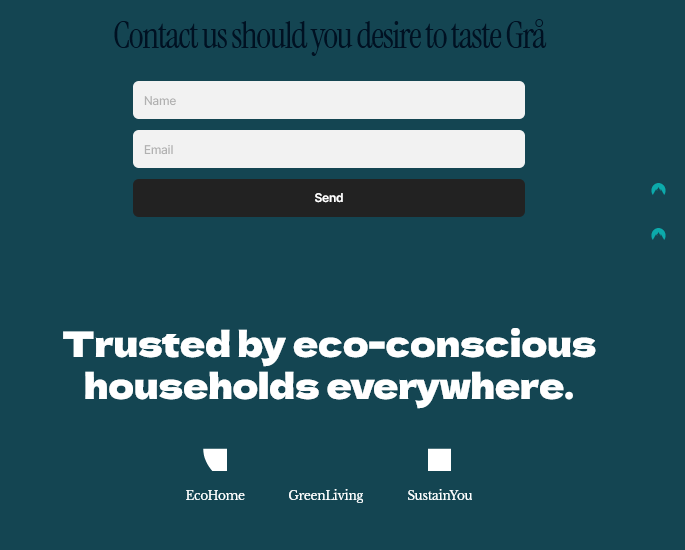 Contact us should you desire to taste Grå
Name
Email
Send
Trusted by eco-conscious
households everywhere.
EcoHome
GreenLiving
SustainYou